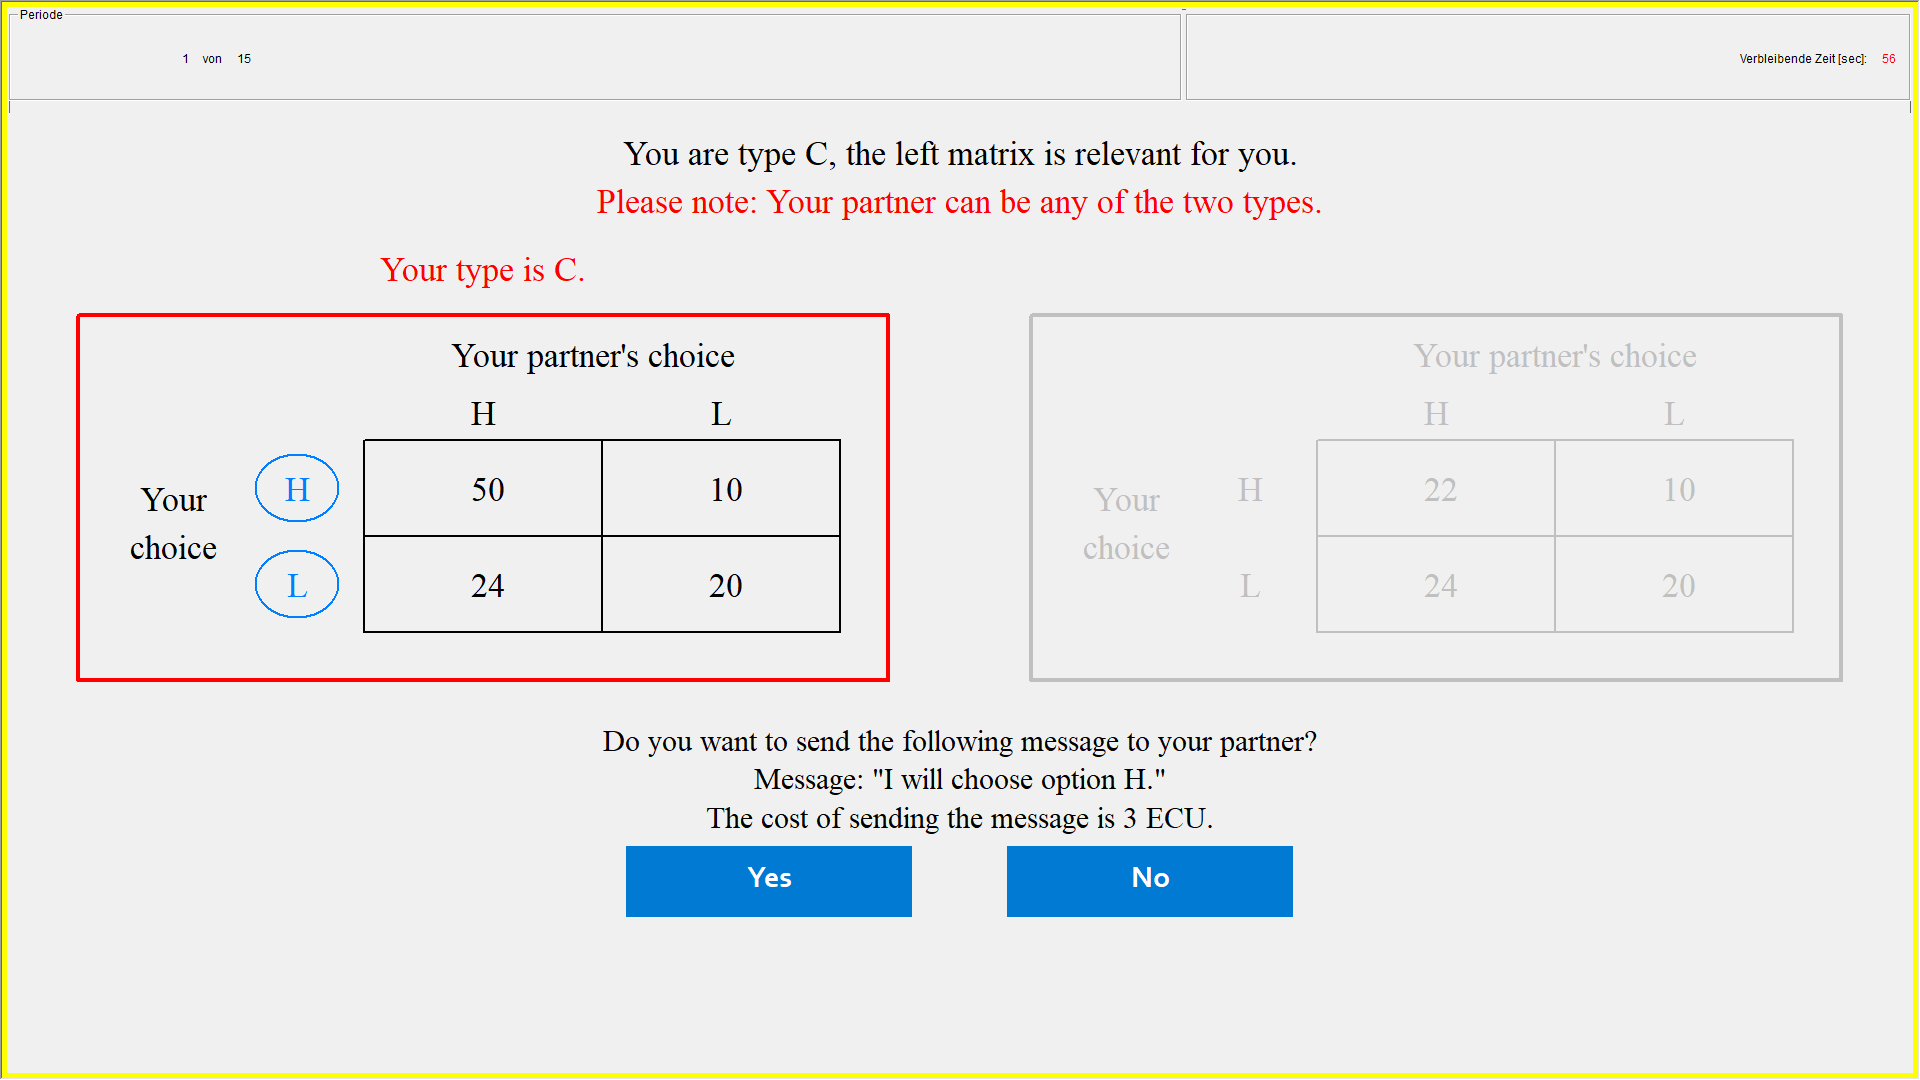 Periode
1 von 15
Verbleibende Zeit [sec]: 56
You are type C, the left matrix is relevant for you.
Please note: Your partner can be any of the two types.
Your type is C.
Your partner's choice
H L
Your choice
H 50 10
L 24 20
Your partner's choice
H L
Your choice
H 22 10
L 24 20
Do you want to send the following message to your partner?
Message: "I will choose option H."
The cost of sending the message is 3 ECU.
Yes No